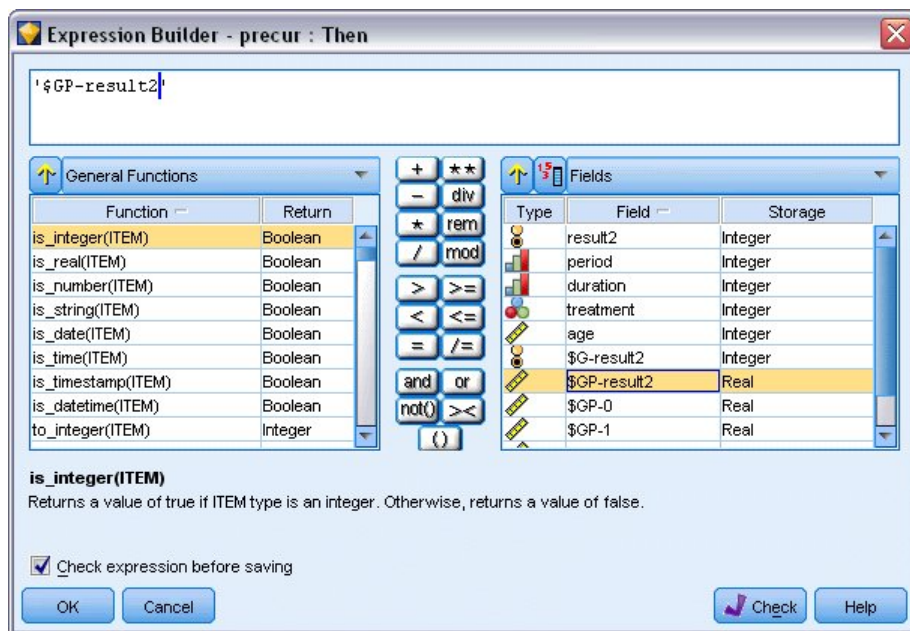 Expression Builder - precur : Then
'$GP-result2'
General Functions
Function Return
is_integer(ITEM) Boolean
is_real(ITEM) Boolean
is_number(ITEM) Boolean
is_string(ITEM) Boolean
is_date(ITEM) Boolean
is_time(ITEM) Boolean
is_timestamp(ITEM) Boolean
is_datetime(ITEM) Boolean
to_integer(ITEM) Integer
+ **
- div
* rem
/ mod
> >=
< <=
= /=
and or
not() ><
()
Fields
Type Field Storage
result2 Integer
period Integer
duration Integer
treatment Integer
age Integer
$G-result2 Integer
$GP-result2 Real
$GP-0 Real
$GP-1 Real
is_integer(ITEM)
Returns a value of true if ITEM type is an integer. Otherwise, returns a value of false.
Check expression before saving
OK Cancel Check Help